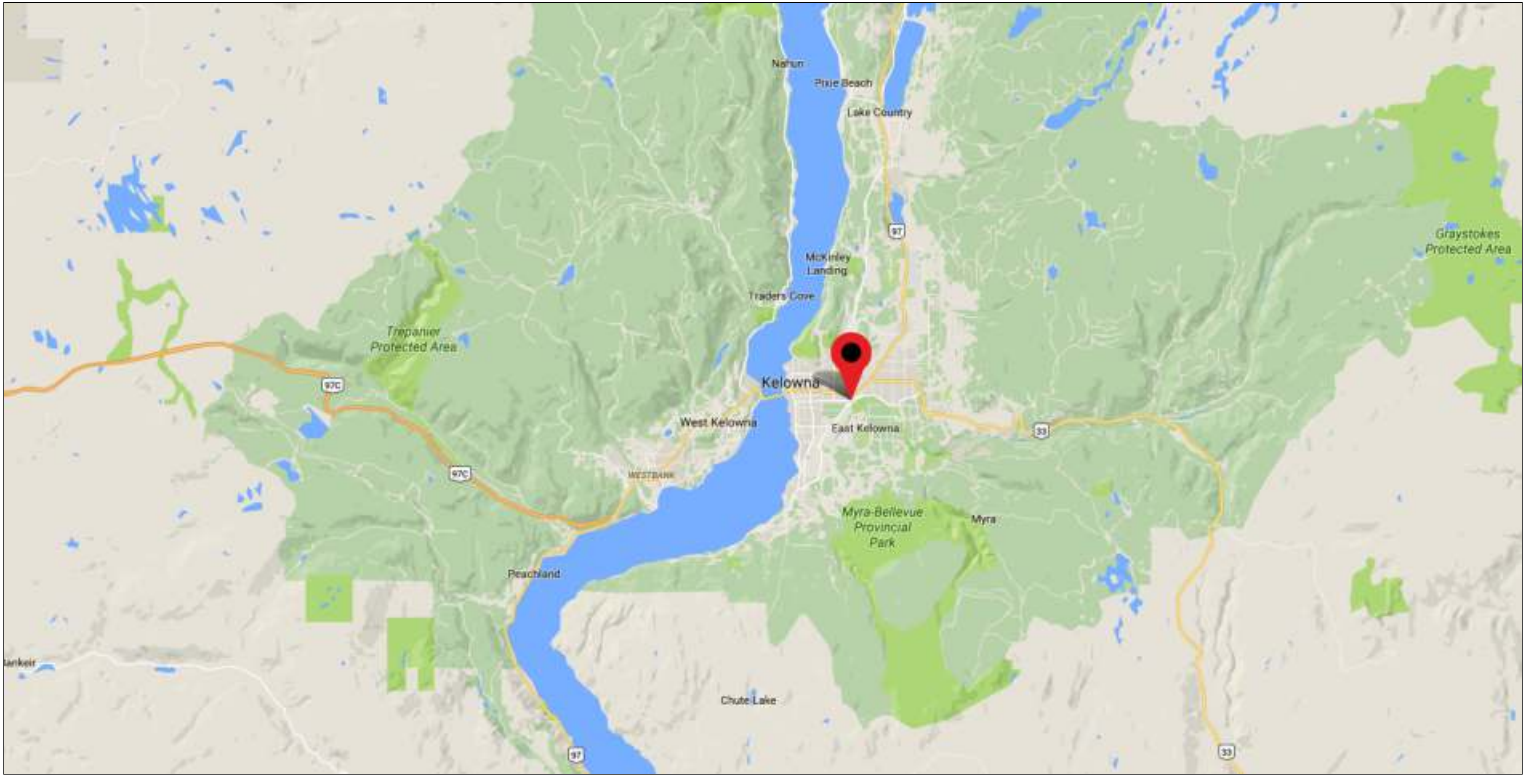 Nahun
Pixie Beach
Lake Country
97
Graystokes
Protected Area
McKinley
Landing
Traders Cove
Trepanier
Protected Area
97C
Kelowna
West Kelowna
East Kelowna
33
97C
WESTBANK
Myra-Bellevue
Provincial
Park
Myra
Peachland
Chute Lake
97
33